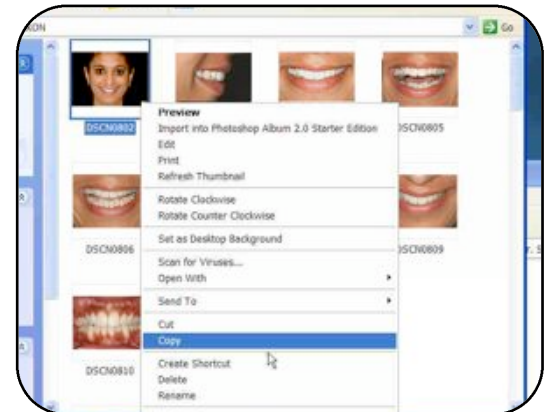 KON
Go
DSCN0802
DSCN0805
Preview
Import into Photoshop Album 2.0 Starter Edition
Edit
Print
Refresh Thumbnail
Rotate Clockwise
Rotate Counter Clockwise
Set as Desktop Background
Scan for Viruses...
Open With
Send To
Cut
Copy
Create Shortcut
Delete
Rename
DSCN0806
DSCN0809
DSCN0810
r. S